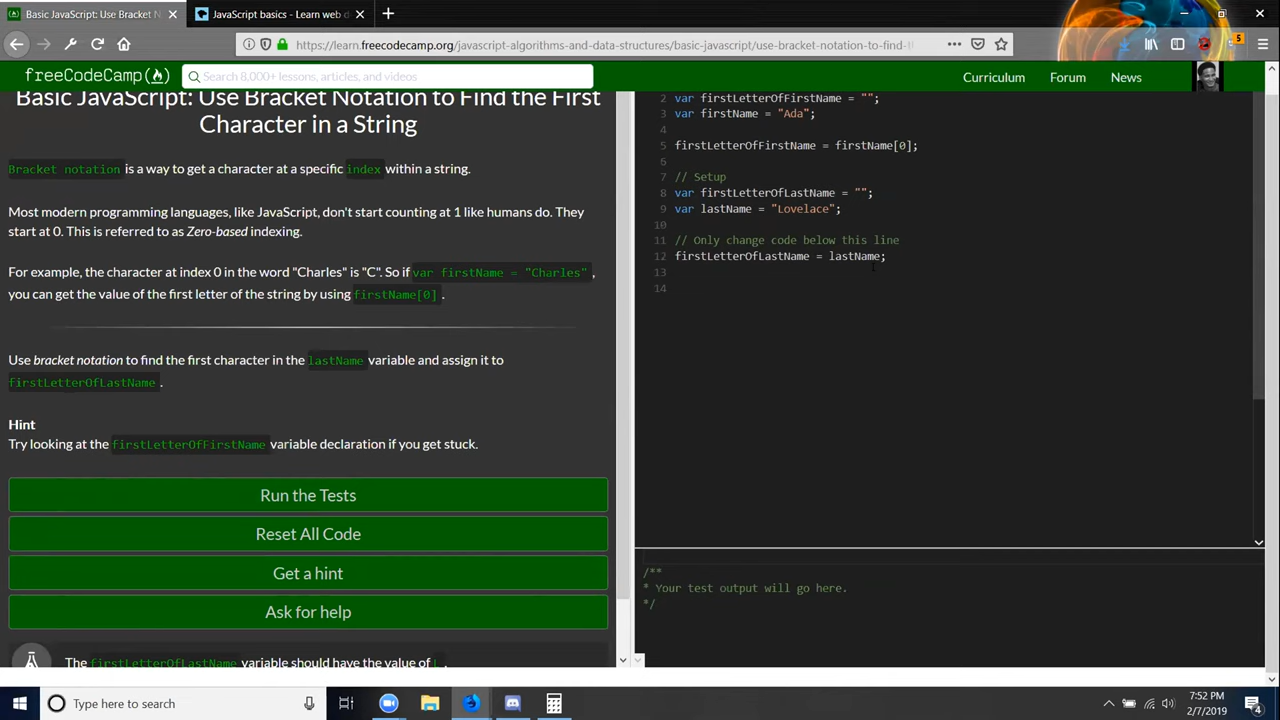 Basic JavaScript: Use Bracket N
JavaScript basics - Learn web d
https://learn.freecodecamp.org/javascript-algorithms-and-data-structures/basic-javascript/use-bracket-notation-to-find-
5
freeCodeCamp
Search 8,000+ lessons, articles, and videos
Curriculum
Forum
News
Basic JavaScript: Use Bracket Notation to Find the First
Character in a String
Bracket notation is a way to get a character at a specific index within a string.
Most modern programming languages, like JavaScript, don't start counting at 1 like humans do. They
start at 0. This is referred to as Zero-based indexing.
For example, the character at index 0 in the word "Charles" is "C". So if var firstName = "Charles" ,
you can get the value of the first letter of the string by using firstName[0] .
Use bracket notation to find the first character in the lastName variable and assign it to
firstLetterOfLastName .
Hint
Try looking at the firstLetterOfFirstName variable declaration if you get stuck.
Run the Tests
Reset All Code
Get a hint
Ask for help
The firstLetterOfLastName variable should have the value of L .
2 var firstLetterOfFirstName = "";
3 var firstName = "Ada";
4
5 firstLetterOfFirstName = firstName[0];
6
7 // Setup
8 var firstLetterOfLastName = "";
9 var lastName = "Lovelace";
10
11 // Only change code below this line
12 firstLetterOfLastName = lastName;
13
14
/**
* Your test output will go here.
*/
Type here to search
7:52 PM
2/7/2019
4